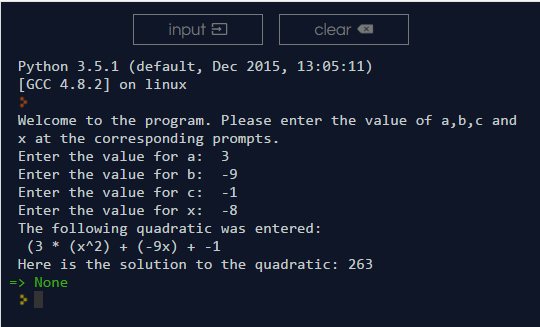 input
clear
Python 3.5.1 (default, Dec 2015, 13:05:11)
[GCC 4.8.2] on linux
Welcome to the program. Please enter the value of a,b,c and
x at the corresponding prompts.
Enter the value for a:  3
Enter the value for b:  -9
Enter the value for c:  -1
Enter the value for x:  -8
The following quadratic was entered:
 (3 * (x^2) + (-9x) + -1
Here is the solution to the quadratic: 263
=> None